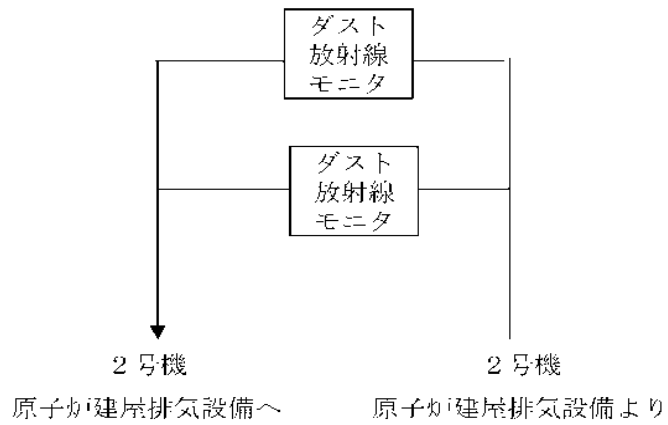 ダスト
放射線
モニタ
ダスト
放射線
モニタ
2号機
原子炉建屋排気設備へ
2号機
原子炉建屋排気設備より